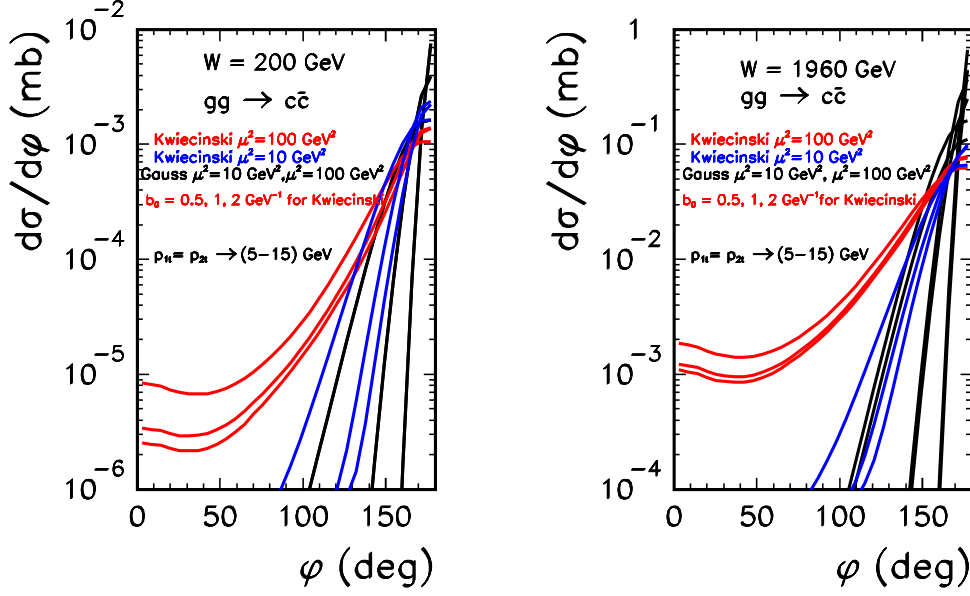 dσ/dφ (mb)
10⁻²
10⁻³
10⁻⁴
10⁻⁵
10⁻⁶
W = 200 GeV
gg → cc̄
Kwiecinski μ²=100 GeV²
Kwiecinski μ²=10 GeV²
Gauss μ²=10 GeV²,μ²=100 GeV²
b₀ = 0.5, 1, 2 GeV⁻¹ for Kwiecinski
p₁ₜ= p₂ₜ → (5−15) GeV
0 50 100 150
φ (deg)
dσ/dφ (mb)
1
10⁻¹
10⁻²
10⁻³
10⁻⁴
W = 1960 GeV
gg → cc̄
Kwiecinski μ²=100 GeV²
Kwiecinski μ²=10 GeV²
Gauss μ²=10 GeV², μ²=100 GeV²
b₀ = 0.5, 1, 2 GeV⁻¹ for Kwiecinski
p₁ₜ= p₂ₜ → (5−15) GeV
0 50 100 150
φ (deg)